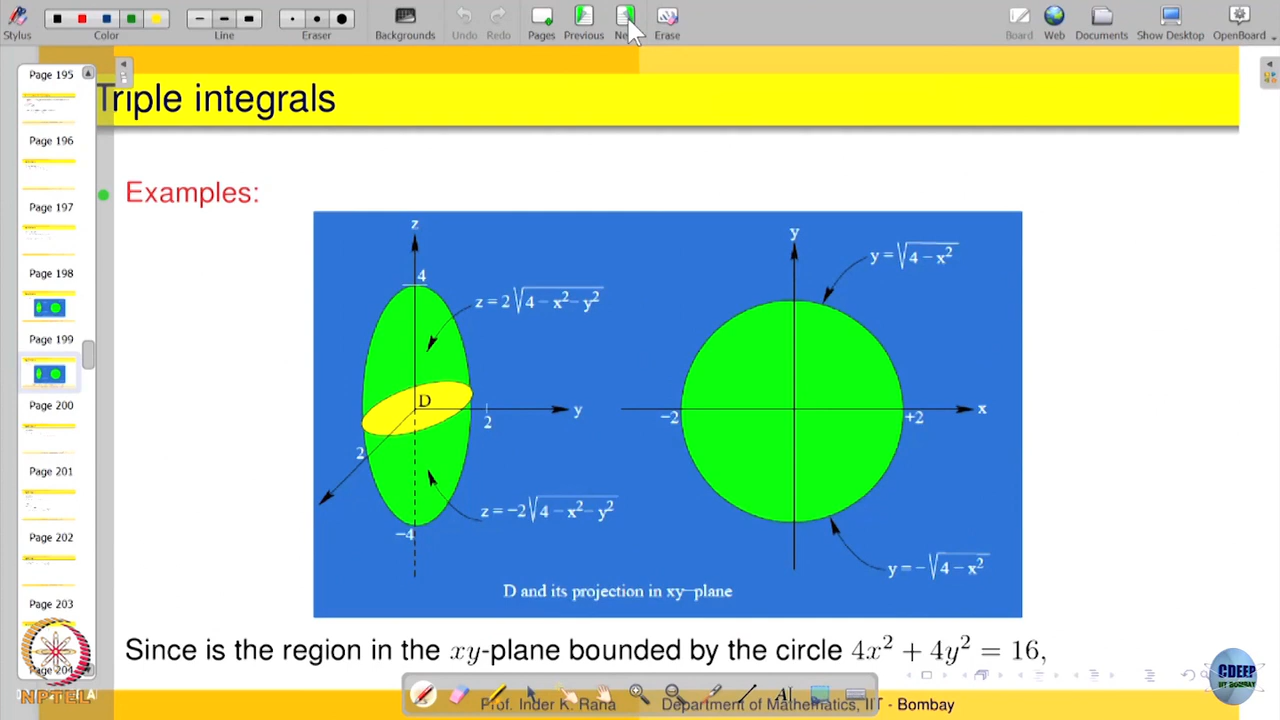 Stylus Color Line Eraser Backgrounds Undo Redo Pages Previous Erase Board Web Documents Show Desktop OpenBoard
Page 195
Page 196
Page 197
Page 198
Page 199
Page 200
Page 201
Page 202
Page 203
Triple integrals
Examples:
z
4
z = 2√(4 − x² − y²)
D
y
2
2
z = −2√(4 − x² − y²)
−4
y
y = √(4 − x²)
−2
+2
x
y = −√(4 − x²)
D and its projection in xy−plane
Since is the region in the xy-plane bounded by the circle 4x² + 4y² = 16,
NPTEL
Prof. Inder K. Rana Department of Mathematics, IIT - Bombay
CDEEP
IIT BOMBAY